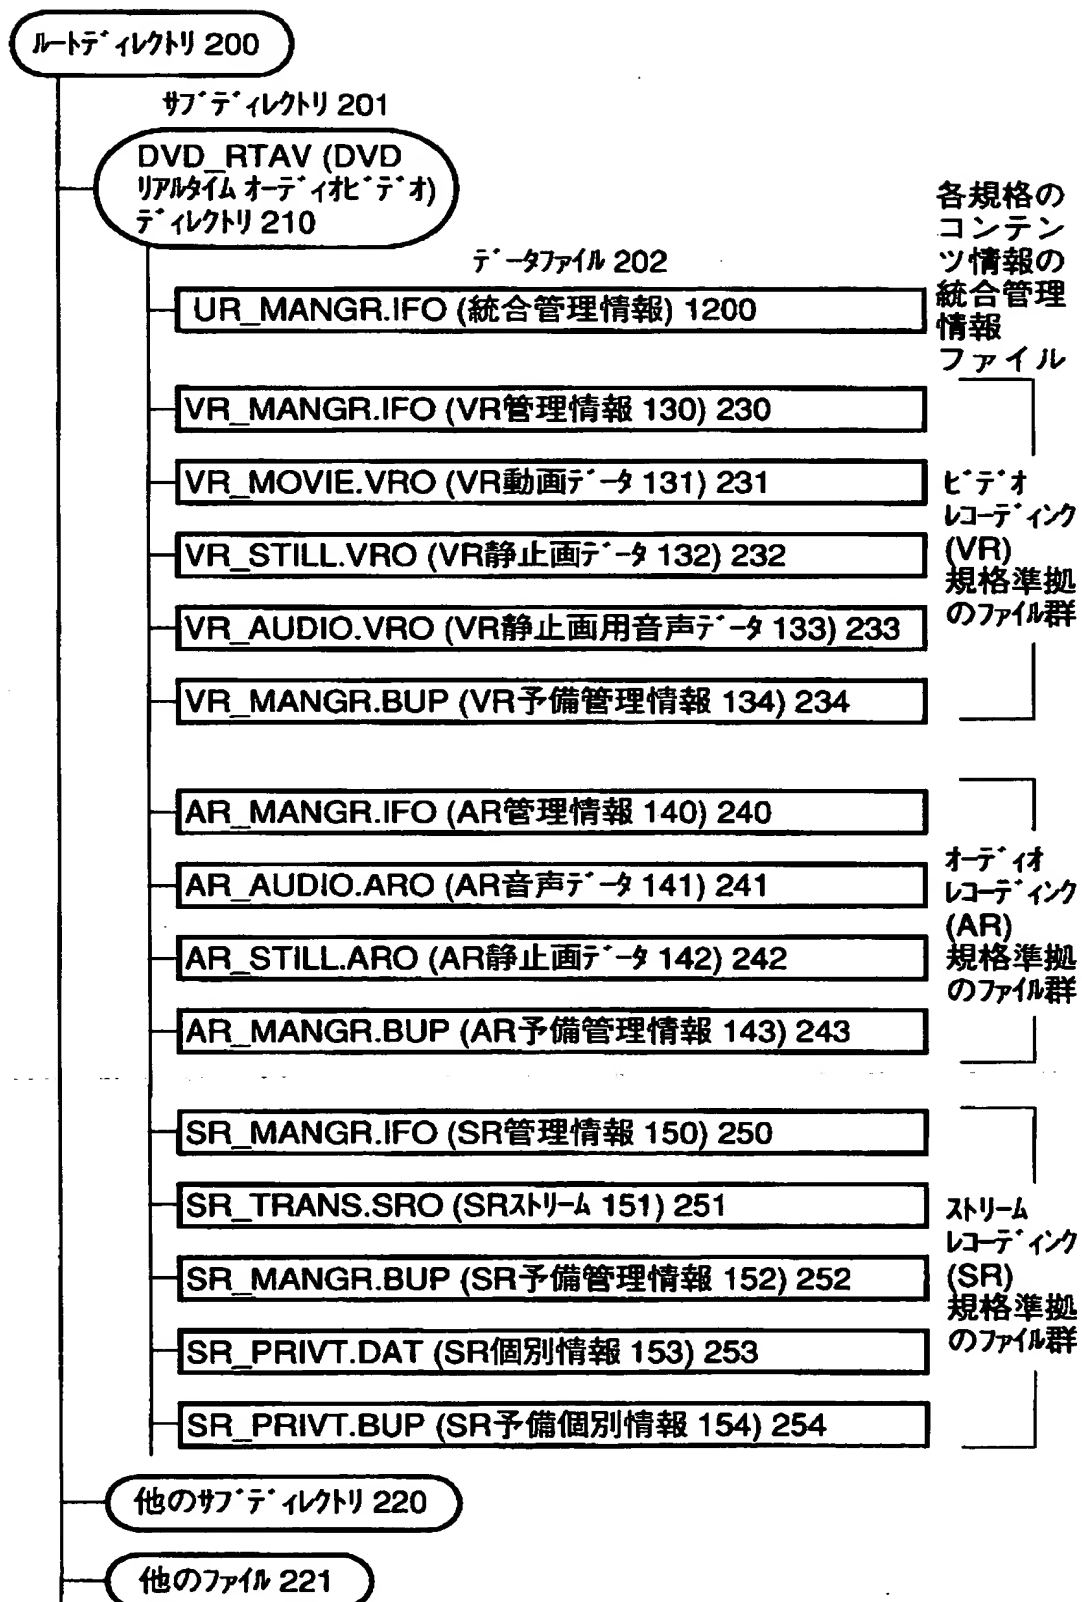 ﾙｰﾄﾃﾞｨﾚｸﾄﾘ 200
ｻﾌﾞﾃﾞｨﾚｸﾄﾘ 201
DVD_RTAV (DVD
ﾘｱﾙﾀｲﾑ ｵｰﾃﾞｨｵﾋﾞﾃﾞｵ)
ﾃﾞｨﾚｸﾄﾘ 210
ﾃﾞｰﾀﾌｧｲﾙ 202
UR_MANGR.IFO (統合管理情報) 1200
各規格の
コンテン
ツ情報の
統合管理
情報
ファイル
VR_MANGR.IFO (VR管理情報 130) 230
VR_MOVIE.VRO (VR動画ﾃﾞｰﾀ 131) 231
VR_STILL.VRO (VR静止画ﾃﾞｰﾀ 132) 232
VR_AUDIO.VRO (VR静止画用音声ﾃﾞｰﾀ 133) 233
VR_MANGR.BUP (VR予備管理情報 134) 234
ﾋﾞﾃﾞｵ
ﾚｺｰﾃﾞｨﾝｸ
(VR)
規格準拠
のﾌｧｲﾙ群
AR_MANGR.IFO (AR管理情報 140) 240
AR_AUDIO.ARO (AR音声ﾃﾞｰﾀ 141) 241
AR_STILL.ARO (AR静止画ﾃﾞｰﾀ 142) 242
AR_MANGR.BUP (AR予備管理情報 143) 243
ｵｰﾃﾞｨｵ
ﾚｺｰﾃﾞｨﾝｸ
(AR)
規格準拠
のﾌｧｲﾙ群
SR_MANGR.IFO (SR管理情報 150) 250
SR_TRANS.SRO (SRｽﾄﾘｰﾑ 151) 251
SR_MANGR.BUP (SR予備管理情報 152) 252
SR_PRIVT.DAT (SR個別情報 153) 253
SR_PRIVT.BUP (SR予備個別情報 154) 254
ｽﾄﾘｰﾑ
ﾚｺｰﾃﾞｨﾝｸ
(SR)
規格準拠
のﾌｧｲﾙ群
他のｻﾌﾞﾃﾞｨﾚｸﾄﾘ 220
他のﾌｧｲﾙ 221